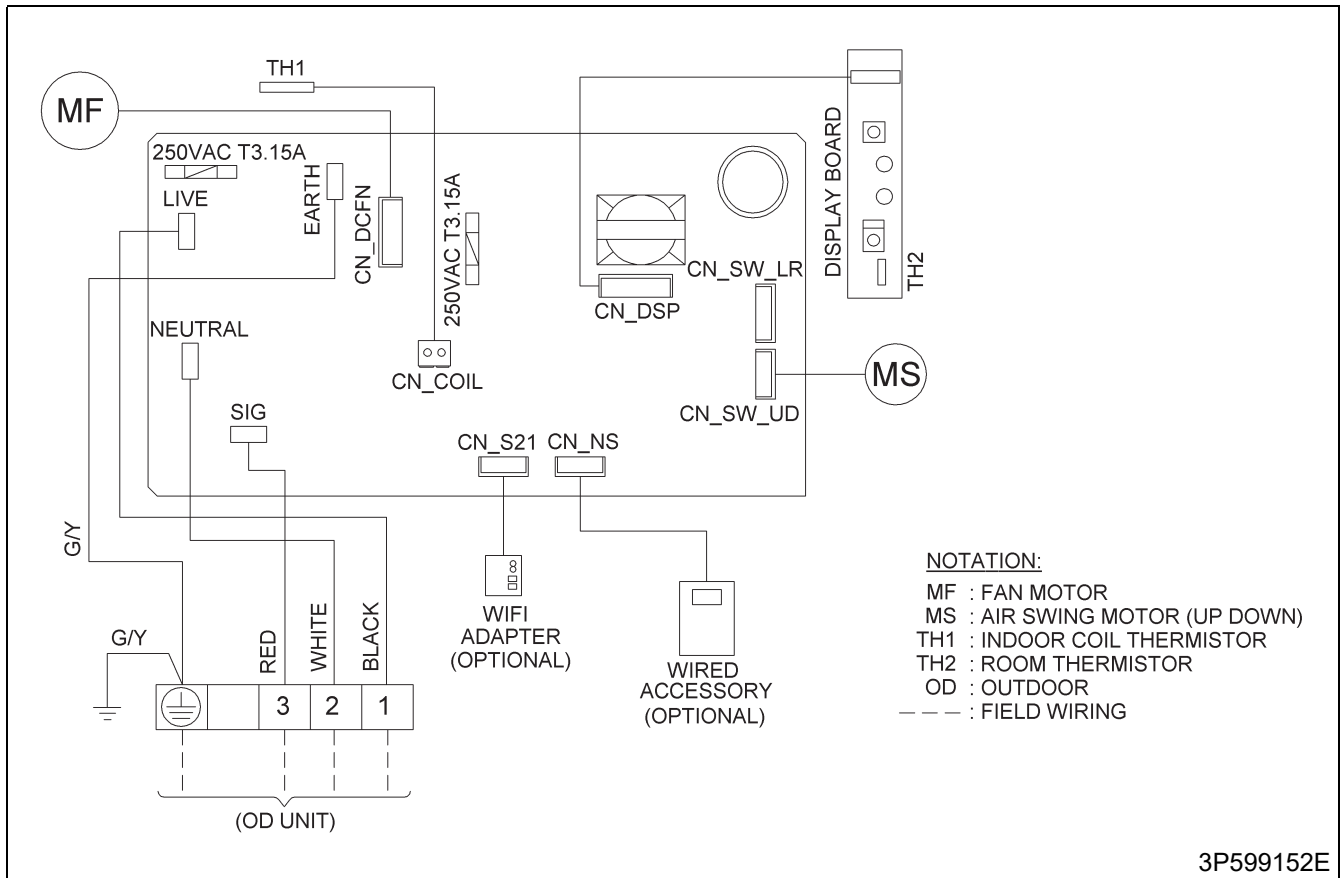 TH1
MF
250VAC T3.15A
LIVE
EARTH
CN_DCFN
250VAC T3.15A
CN_COIL
NEUTRAL
SIG
CN_DSP
CN_SW_LR
CN_SW_UD
MS
DISPLAY BOARD
TH2
CN_S21
CN_NS
G/Y
G/Y
RED
WHITE
BLACK
3
2
1
(OD UNIT)
WIFI
ADAPTER
(OPTIONAL)
WIRED
ACCESSORY
(OPTIONAL)
NOTATION:
MF : FAN MOTOR
MS : AIR SWING MOTOR (UP DOWN)
TH1 : INDOOR COIL THERMISTOR
TH2 : ROOM THERMISTOR
OD : OUTDOOR
— — — : FIELD WIRING
3P599152E